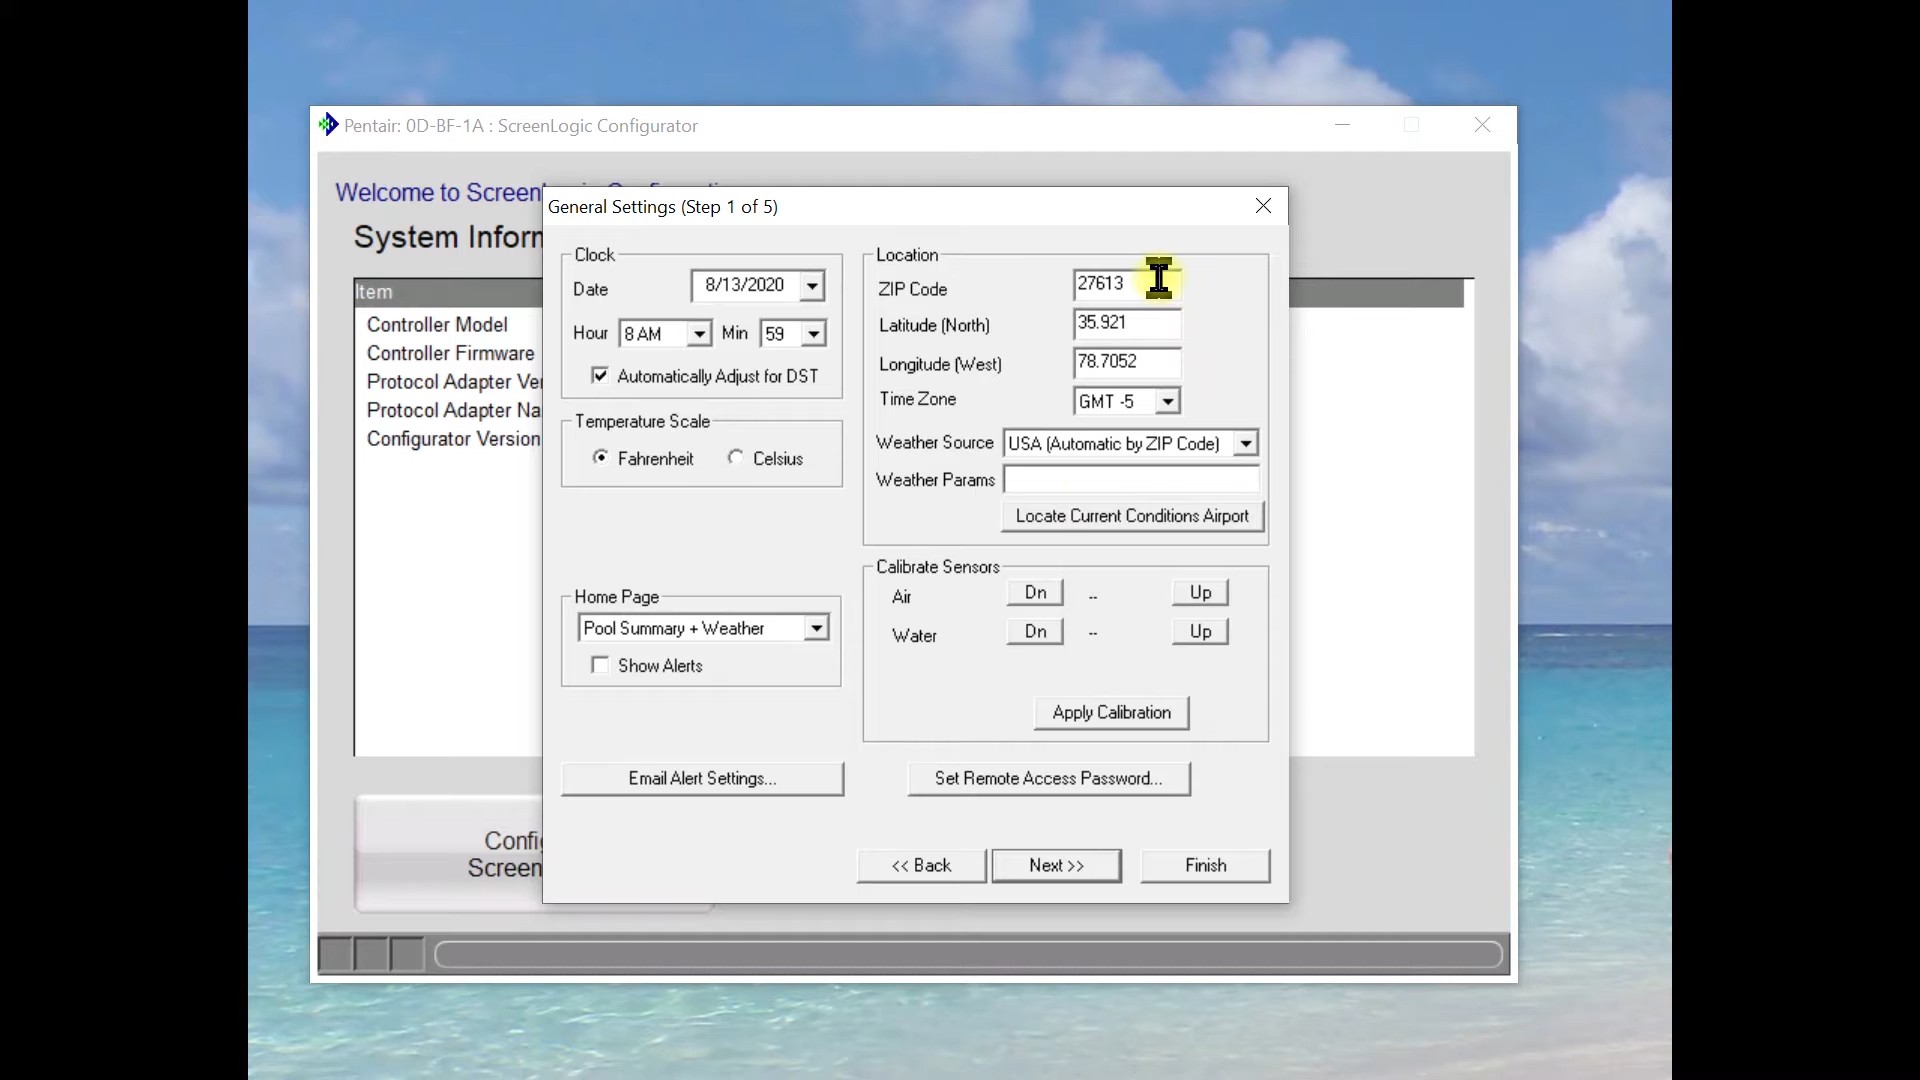 Pentair: 0D-BF-1A : ScreenLogic Configurator
Welcome to Screen
System Inforr
Item
Controller Model
Controller Firmware
Protocol Adapter Ver
Protocol Adapter Na
Configurator Version
Config
Screen
General Settings (Step 1 of 5)
Clock
Date 8/13/2020
Hour 8 AM Min 59
Automatically Adjust for DST
Temperature Scale
Fahrenheit Celsius
Home Page
Pool Summary + Weather
Show Alerts
Email Alert Settings...
Location
ZIP Code 27613
Latitude (North) 35.921
Longitude (West) 78.7052
Time Zone GMT -5
Weather Source USA (Automatic by ZIP Code)
Weather Params
Locate Current Conditions Airport
Calibrate Sensors
Air Dn -- Up
Water Dn -- Up
Apply Calibration
Set Remote Access Password...
<< Back Next >> Finish